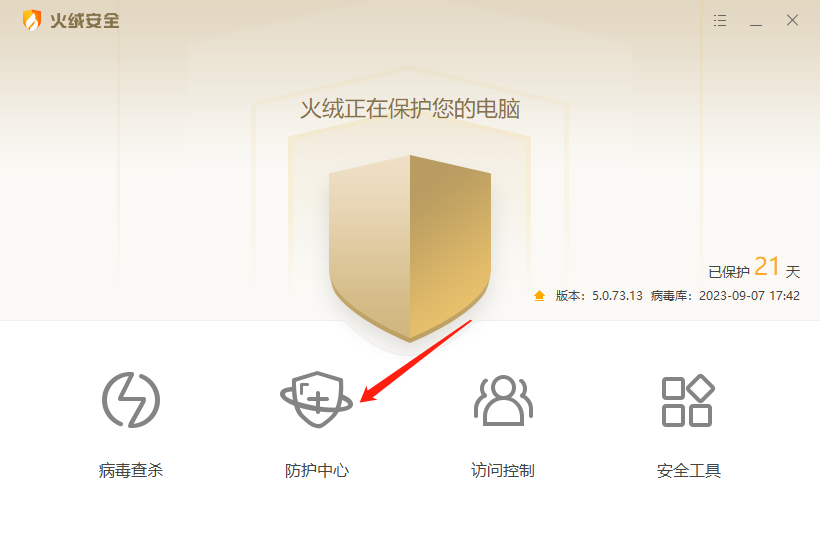 火绒安全
火绒正在保护您的电脑
已保护 21 天
版本：5.0.73.13 病毒库：2023-09-07 17:42
病毒查杀 防护中心 访问控制 安全工具